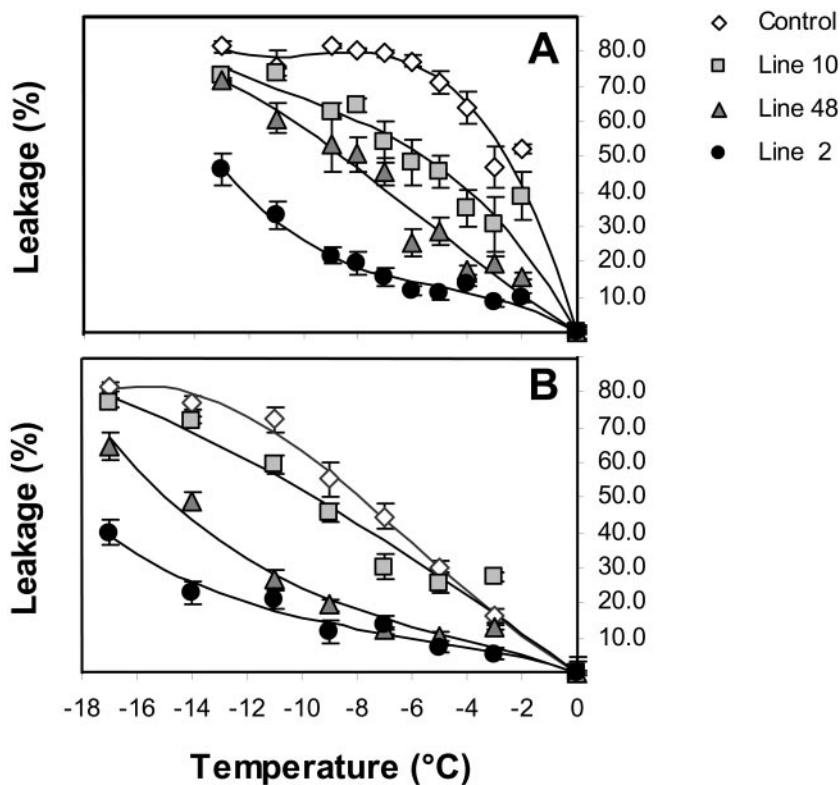 A
Leakage (%)
80.0
70.0
60.0
50.0
40.0
30.0
20.0
10.0
Control
Line 10
Line 48
Line 2
B
Leakage (%)
80.0
70.0
60.0
50.0
40.0
30.0
20.0
10.0
-18 -16 -14 -12 -10 -8 -6 -4 -2 0
Temperature (°C)